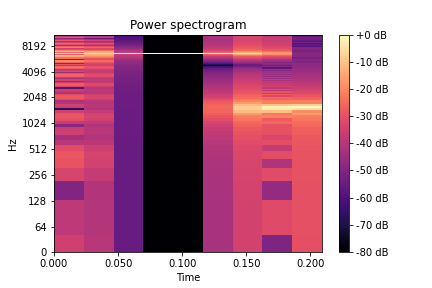 Power spectrogram
8192
4096
2048
1024
512
256
128
64
0
Hz
0.000 0.050 0.100 0.150 0.200
Time
+0 dB
-10 dB
-20 dB
-30 dB
-40 dB
-50 dB
-60 dB
-70 dB
-80 dB